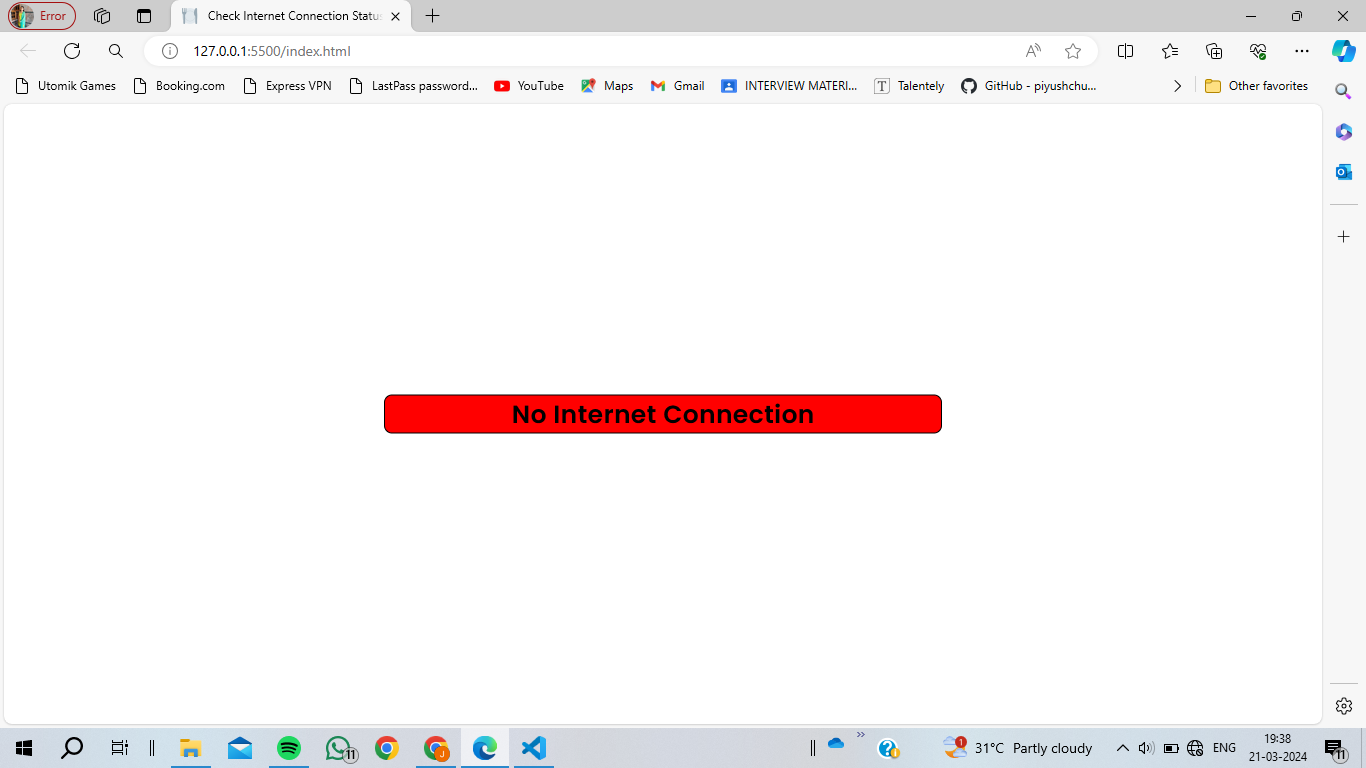 Error
Check Internet Connection Statu
127.0.0.1:5500/index.html
Utomik Games
Booking.com
Express VPN
LastPass password...
YouTube
Maps
Gmail
INTERVIEW MATERI...
T Talentely
GitHub - piyushchu...
Other favorites
No Internet Connection
11
J
1
31°C Partly cloudy
ENG
19:38
21-03-2024
11